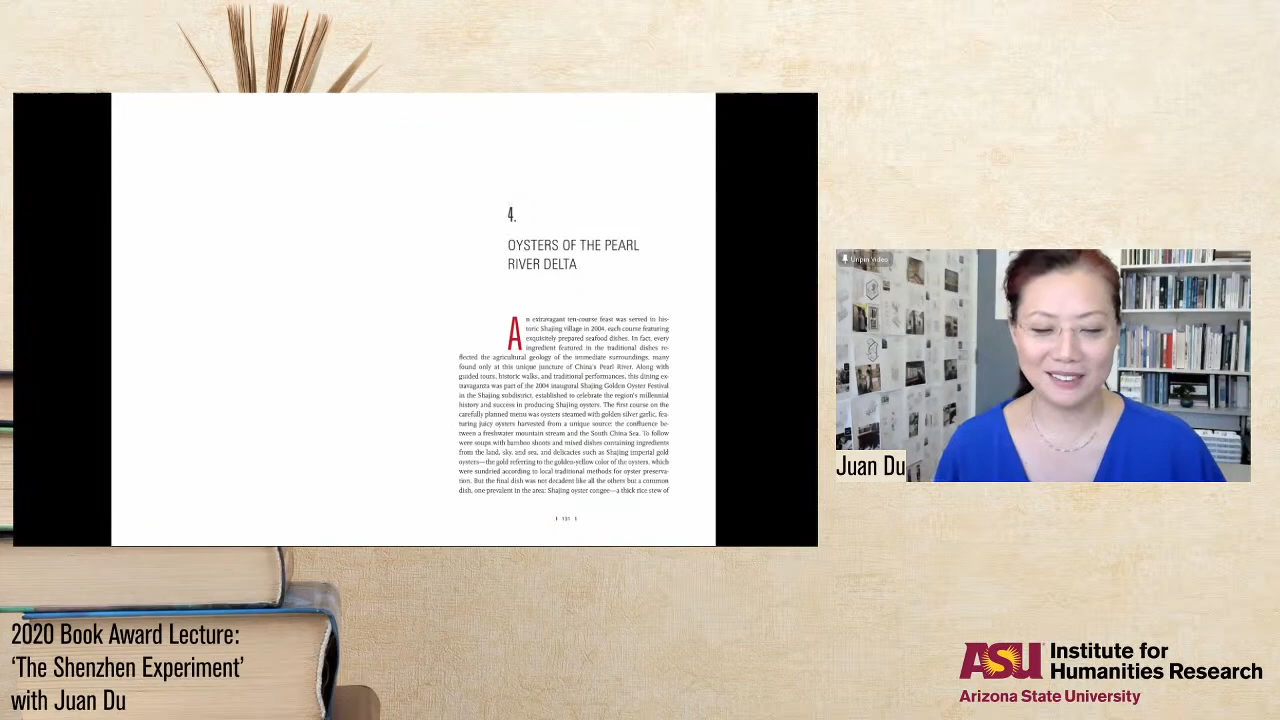 4.
OYSTERS OF THE PEARL
RIVER DELTA
An extravagant ten-course feast was served in his-
toric Shajing village in 2004, each course featuring
exquisitely prepared seafood dishes. In fact, every
ingredient featured in the traditional dishes re-
flected the agricultural geology of the immediate surroundings, many
found only at this unique juncture of China's Pearl River. Along with
guided tours, historic walks, and traditional performances, this dining ex-
travaganza was part of the 2004 inaugural Shajing Golden Oyster Festival
in the Shajing subdistrict, established to celebrate the region's millennial
history and success in producing Shajing oysters. The first course on the
carefully planned menu was oysters steamed with golden silver garlic, fea-
turing juicy oysters harvested from a unique source: the confluence be-
tween a freshwater mountain stream and the South China Sea. To follow
were soups with bamboo shoots and mixed dishes containing ingredients
from the land, sky, and sea, and delicacies such as Shajing imperial gold
oysters—the gold referring to the golden-yellow color of the oysters, which
were sundried according to local traditional methods for oyster preserva-
tion. But the final dish was not decadent like all the others but a common
dish, one prevalent in the area: Shajing oyster congee—a thick rice stew of
131
Unpin Video
Juan Du
2020 Book Award Lecture:
'The Shenzhen Experiment'
with Juan Du
ASU Institute for
Humanities Research
Arizona State University